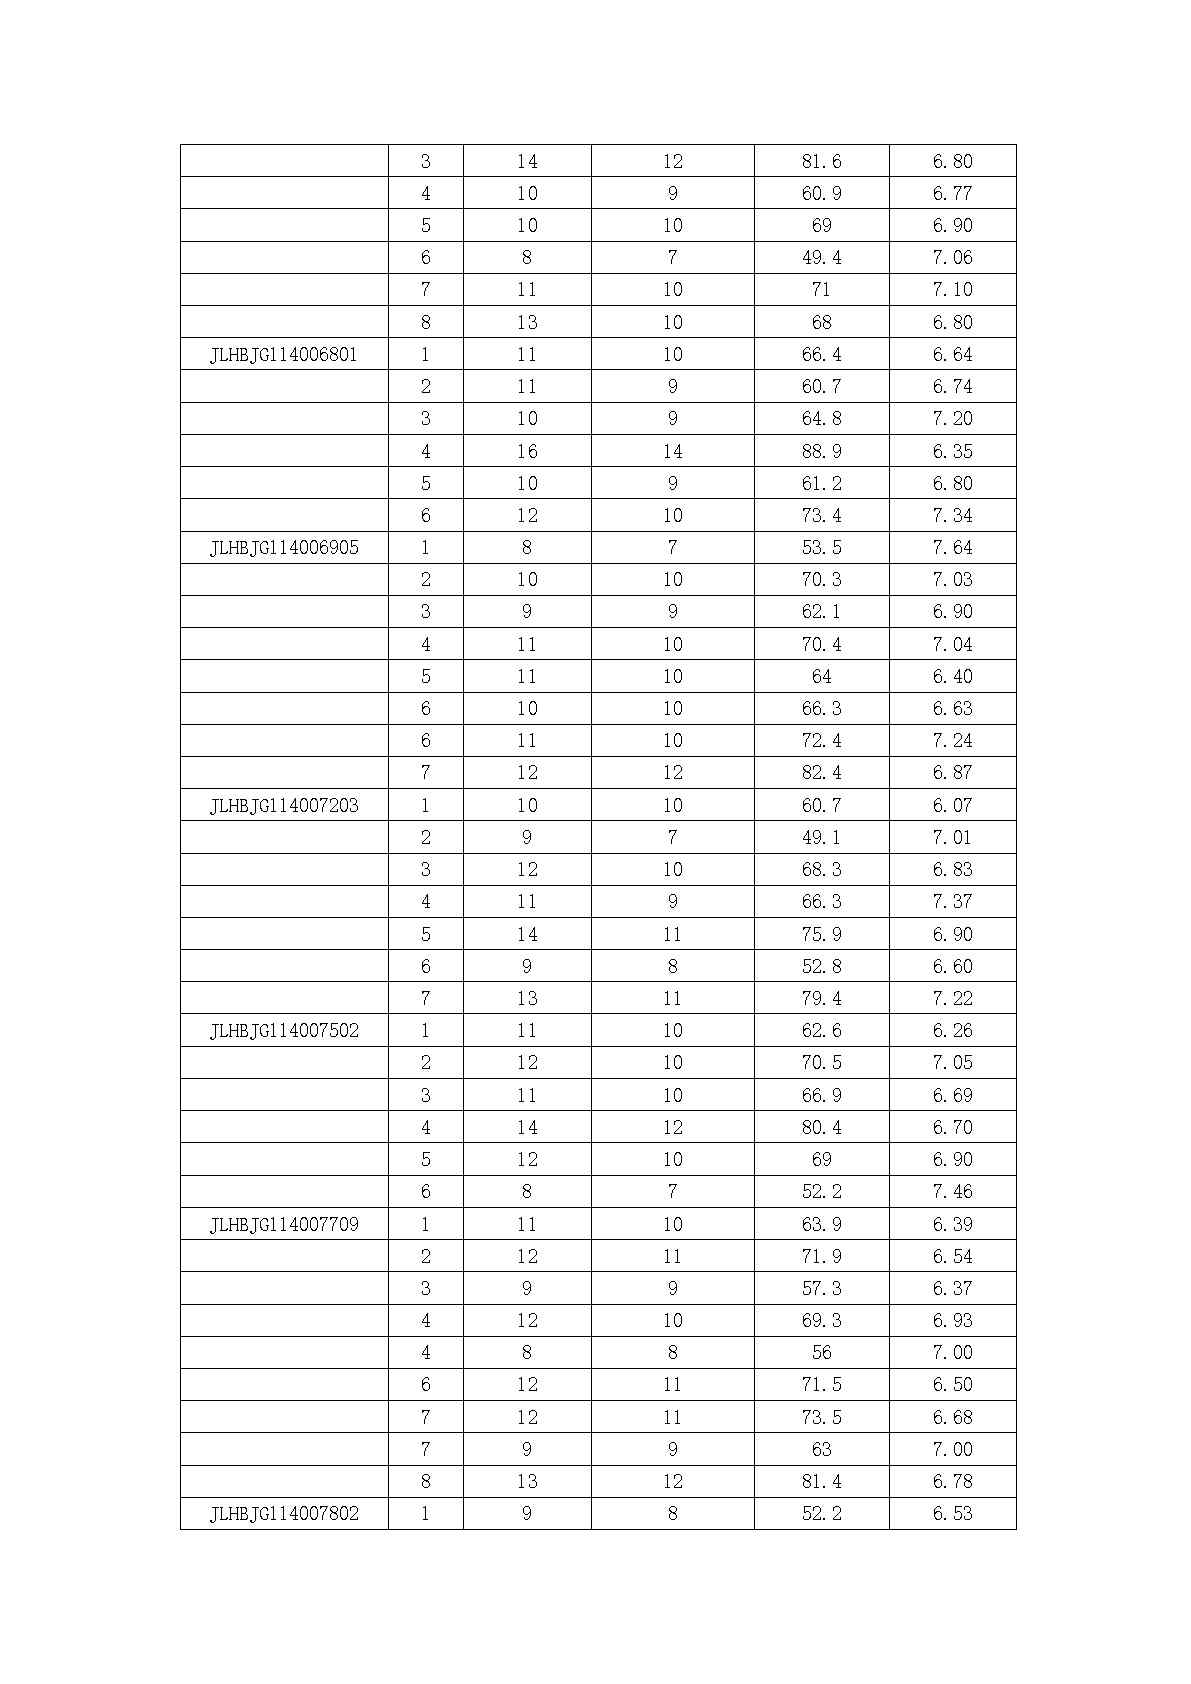 3 14 12 81.6 6.80
4 10 9 60.9 6.77
5 10 10 69 6.90
6 8 7 49.4 7.06
7 11 10 71 7.10
8 13 10 68 6.80
JLHBJG114006801 1 11 10 66.4 6.64
2 11 9 60.7 6.74
3 10 9 64.8 7.20
4 16 14 88.9 6.35
5 10 9 61.2 6.80
6 12 10 73.4 7.34
JLHBJG114006905 1 8 7 53.5 7.64
2 10 10 70.3 7.03
3 9 9 62.1 6.90
4 11 10 70.4 7.04
5 11 10 64 6.40
6 10 10 66.3 6.63
6 11 10 72.4 7.24
7 12 12 82.4 6.87
JLHBJG114007203 1 10 10 60.7 6.07
2 9 7 49.1 7.01
3 12 10 68.3 6.83
4 11 9 66.3 7.37
5 14 11 75.9 6.90
6 9 8 52.8 6.60
7 13 11 79.4 7.22
JLHBJG114007502 1 11 10 62.6 6.26
2 12 10 70.5 7.05
3 11 10 66.9 6.69
4 14 12 80.4 6.70
5 12 10 69 6.90
6 8 7 52.2 7.46
JLHBJG114007709 1 11 10 63.9 6.39
2 12 11 71.9 6.54
3 9 9 57.3 6.37
4 12 10 69.3 6.93
4 8 8 56 7.00
6 12 11 71.5 6.50
7 12 11 73.5 6.68
7 9 9 63 7.00
8 13 12 81.4 6.78
JLHBJG114007802 1 9 8 52.2 6.53